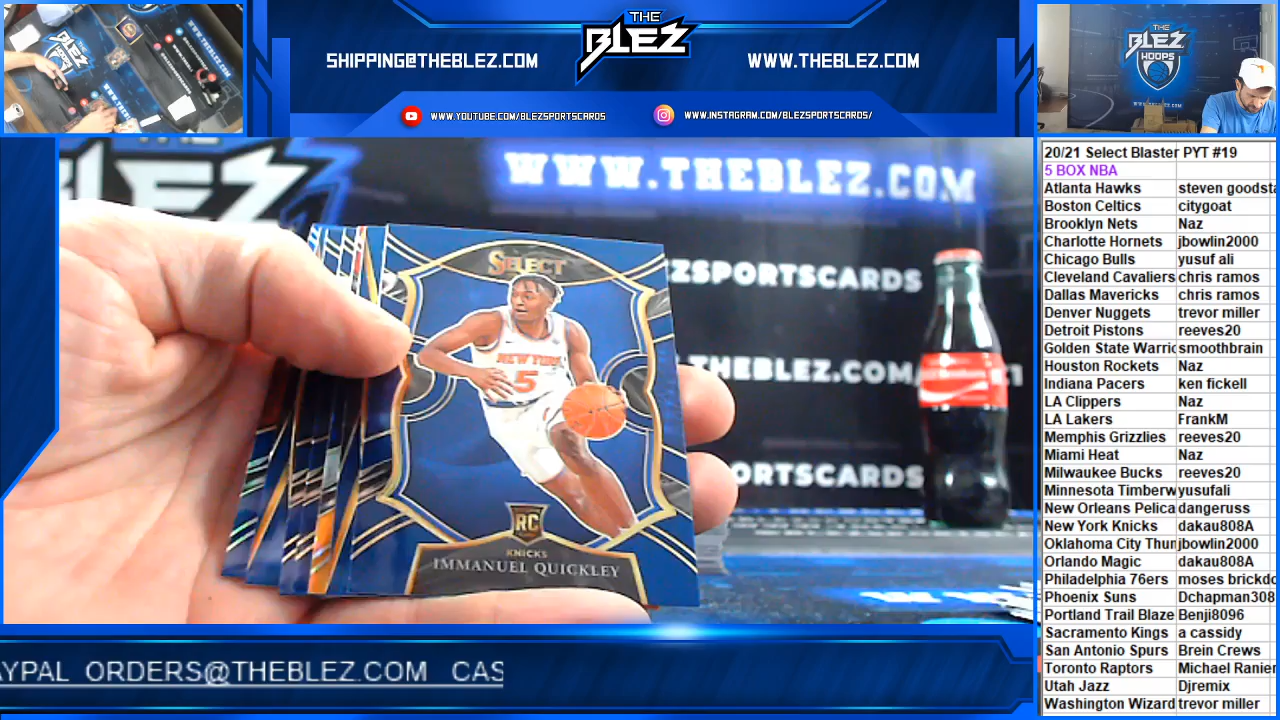 THE
BLEZ
SHIPPING@THEBLEZ.COM
WWW.THEBLEZ.COM
WWW.YOUTUBE.COM/BLEZSPORTSCARDS
WWW.INSTAGRAM.COM/BLEZSPORTSCARDS/
THE
BLEZ
HOOPS
THE
BLEZ
WWW.THEBLEZ.COM
EZSPORTSCARDS
THEBLEZ.COM
PORTSCARDS
SELECT
NEW YORK
5
RC
KNICKS
IMMANUEL QUICKLEY
20/21 Select Blaster PYT #19
5 BOX NBA
Atlanta Hawks steven goodsta
Boston Celtics citygoat
Brooklyn Nets Naz
Charlotte Hornets jbowlin2000
Chicago Bulls yusuf ali
Cleveland Cavaliers chris ramos
Dallas Mavericks chris ramos
Denver Nuggets trevor miller
Detroit Pistons reeves20
Golden State Warric smoothbrain
Houston Rockets Naz
Indiana Pacers ken fickell
LA Clippers Naz
LA Lakers FrankM
Memphis Grizzlies reeves20
Miami Heat Naz
Milwaukee Bucks reeves20
Minnesota Timberw yusufali
New Orleans Pelica dangeruss
New York Knicks dakau808A
Oklahoma City Thun jbowlin2000
Orlando Magic dakau808A
Philadelphia 76ers moses brickdo
Phoenix Suns Dchapman308
Portland Trail Blaze Benji8096
Sacramento Kings a cassidy
San Antonio Spurs Brein Crews
Toronto Raptors Michael Ranier
Utah Jazz Djremix
Washington Wizard trevor miller
AYPAL ORDERS@THEBLEZ.COM CAS